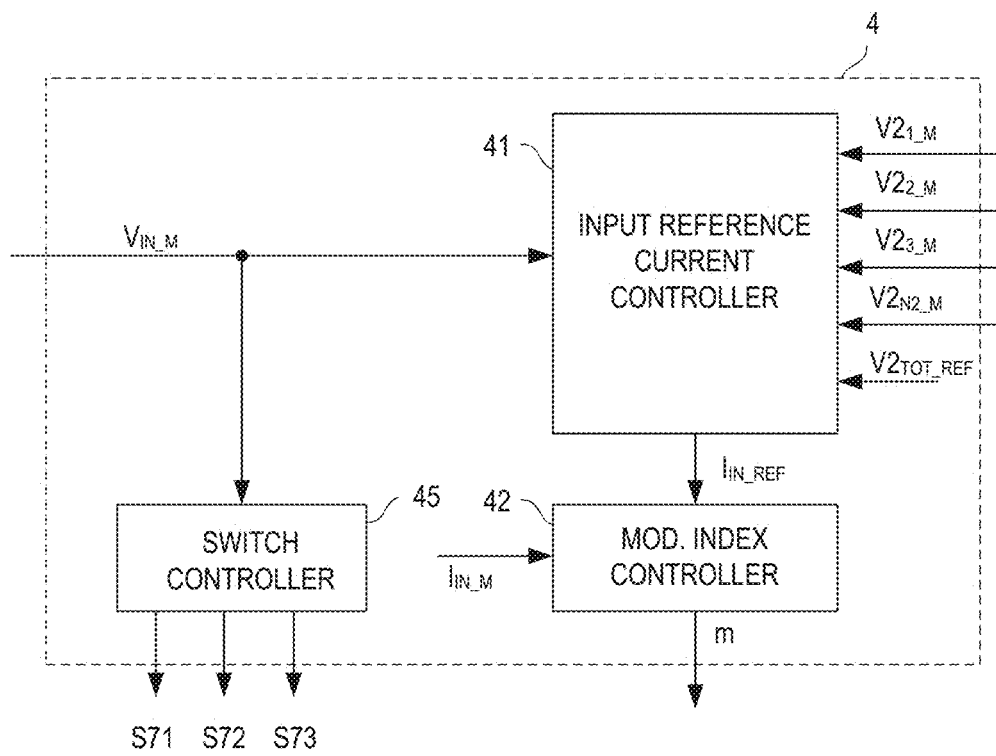 4
41
V2₁_M
V2₂_M
V2₃_M
V2N2_M
V2TOT_REF
VIN_M
INPUT REFERENCE
CURRENT
CONTROLLER
IIN_REF
45
42
SWITCH
CONTROLLER
IIN_M
MOD. INDEX
CONTROLLER
m
S71 S72 S73